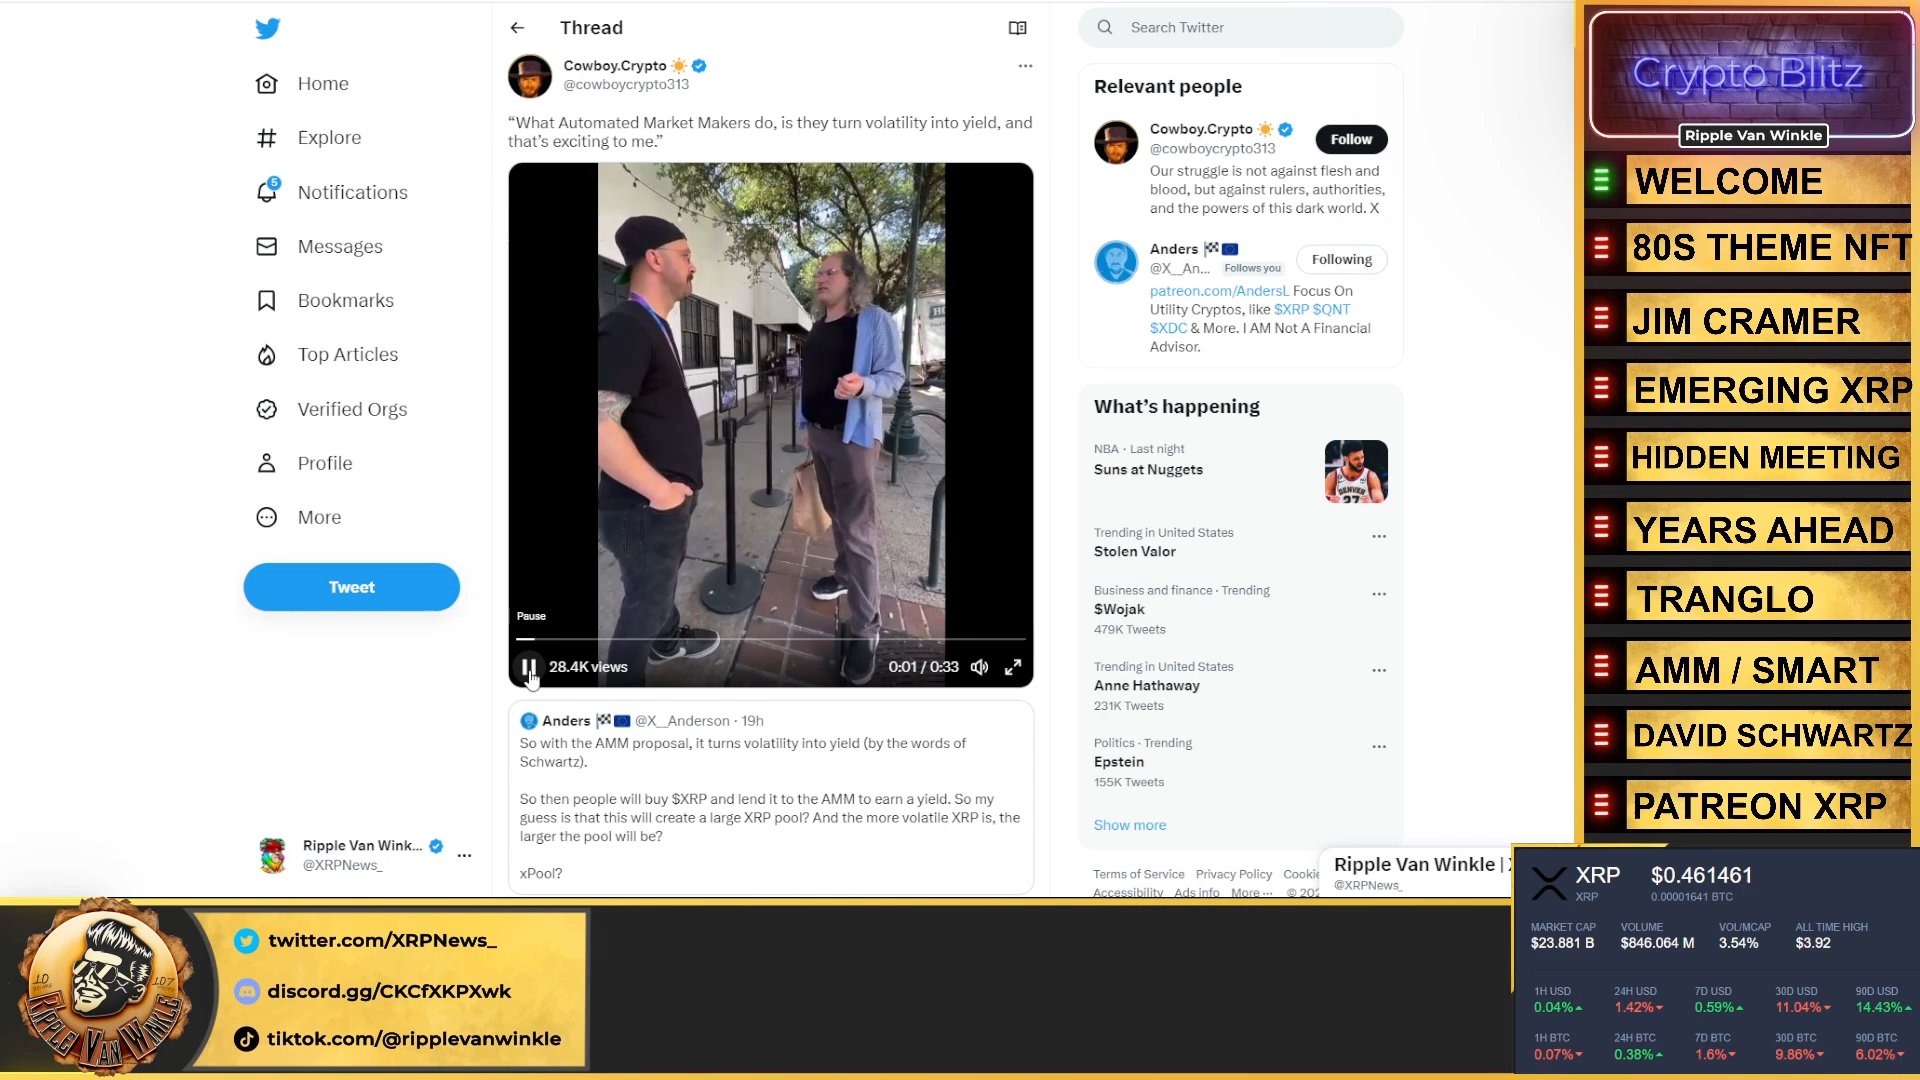 Home
Explore
5
Notifications
Messages
Bookmarks
Top Articles
Verified Orgs
Profile
More
Tweet
Ripple Van Wink...
@XRPNews_
Thread
Cowboy.Crypto
@cowboycrypto313
“What Automated Market Makers do, is they turn volatility into yield, and
that’s exciting to me.”
Pause
28.4K views
0:01 / 0:33
Anders @X__Anderson · 19h
So with the AMM proposal, it turns volatility into yield (by the words of
Schwartz).
So then people will buy $XRP and lend it to the AMM to earn a yield. So my
guess is that this will create a large XRP pool? And the more volatile XRP is, the
larger the pool will be?
xPool?
Search Twitter
Relevant people
Cowboy.Crypto
@cowboycrypto313
Follow
Our struggle is not against flesh and
blood, but against rulers, authorities,
and the powers of this dark world. X
Anders
@X__An... Follows you
Following
patreon.com/AndersL Focus On
Utility Cryptos, like $XRP $QNT
$XDC & More. I AM Not A Financial
Advisor.
What’s happening
NBA · Last night
Suns at Nuggets
DENVER
27
Trending in United States
Stolen Valor
Business and finance · Trending
$Wojak
479K Tweets
Trending in United States
Anne Hathaway
231K Tweets
Politics · Trending
Epstein
155K Tweets
Show more
Terms of Service Privacy Policy Cookie
Accessibility Ads info More ··· © 202
Ripple Van Winkle |
@XRPNews_
Crypto Blitz
Ripple Van Winkle
WELCOME
80S THEME NFT
JIM CRAMER
EMERGING XRP
HIDDEN MEETING
YEARS AHEAD
TRANGLO
AMM / SMART
DAVID SCHWARTZ
PATREON XRP
XRP $0.461461
XRP 0.00001641 BTC
MARKET CAP VOLUME VOL/MCAP ALL TIME HIGH
$23.881 B $846.064 M 3.54% $3.92
1H USD 24H USD 7D USD 30D USD 90D USD
0.04% 1.42% 0.59% 11.04% 14.43%
1H BTC 24H BTC 7D BTC 30D BTC 90D BTC
0.07% 0.38% 1.6% 9.86% 6.02%
10 107
RIPPLE VAN WINKLE
twitter.com/XRPNews_
discord.gg/CKCfXKPXwk
tiktok.com/@ripplevanwinkle